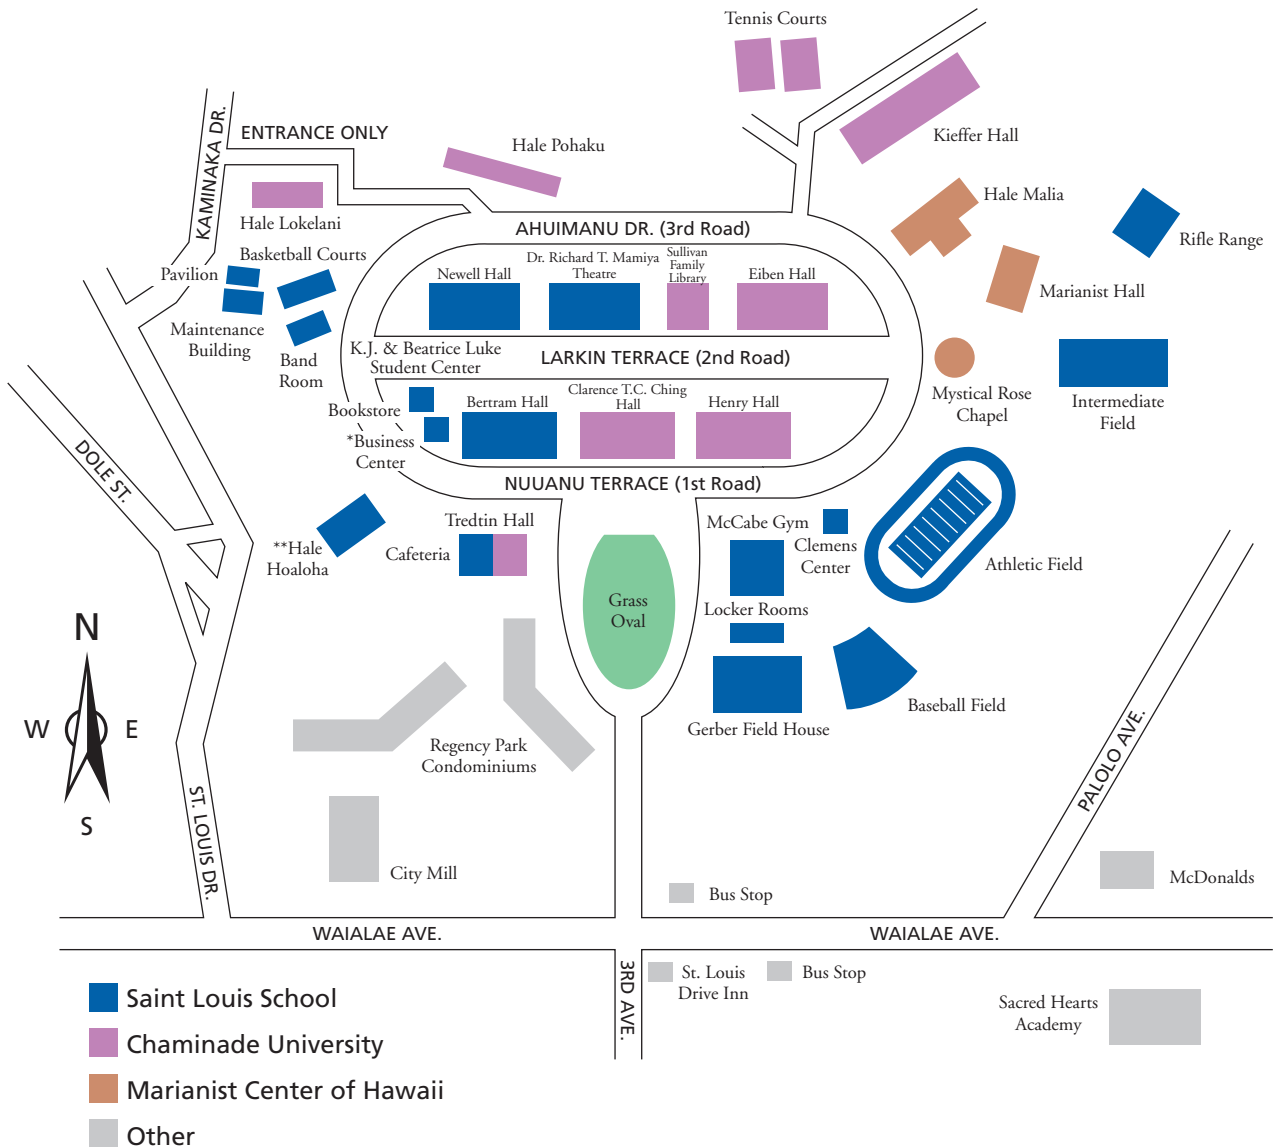 Tennis Courts
Kieffer Hall
KAMINAKA DR.
ENTRANCE ONLY
Hale Pohaku
Hale Malia
Hale Lokelani
AHUIMANU DR. (3rd Road)
Rifle Range
Basketball Courts
Pavilion
Newell Hall
Dr. Richard T. Mamiya
Theatre
Sullivan
Family
Library
Eiben Hall
Marianist Hall
Maintenance
Building
Band
Room
K.J. & Beatrice Luke
Student Center
LARKIN TERRACE (2nd Road)
Mystical Rose
Chapel
Intermediate
Field
Bookstore
*Business
Center
Bertram Hall
Clarence T.C. Ching
Hall
Henry Hall
DOLE ST.
NUUANU TERRACE (1st Road)
Tredtin Hall
McCabe Gym
Clemens
Center
**Hale
Hoaloha
Cafeteria
Athletic Field
Grass
Oval
Locker Rooms
N
W
E
S
Baseball Field
Gerber Field House
Regency Park
Condominiums
PALOLO AVE.
ST. LOUIS DR.
City Mill
Bus Stop
McDonalds
WAIALAE AVE.
WAIALAE AVE.
3RD AVE.
St. Louis
Drive Inn
Bus Stop
Sacred Hearts
Academy
Saint Louis School
Chaminade University
Marianist Center of Hawaii
Other